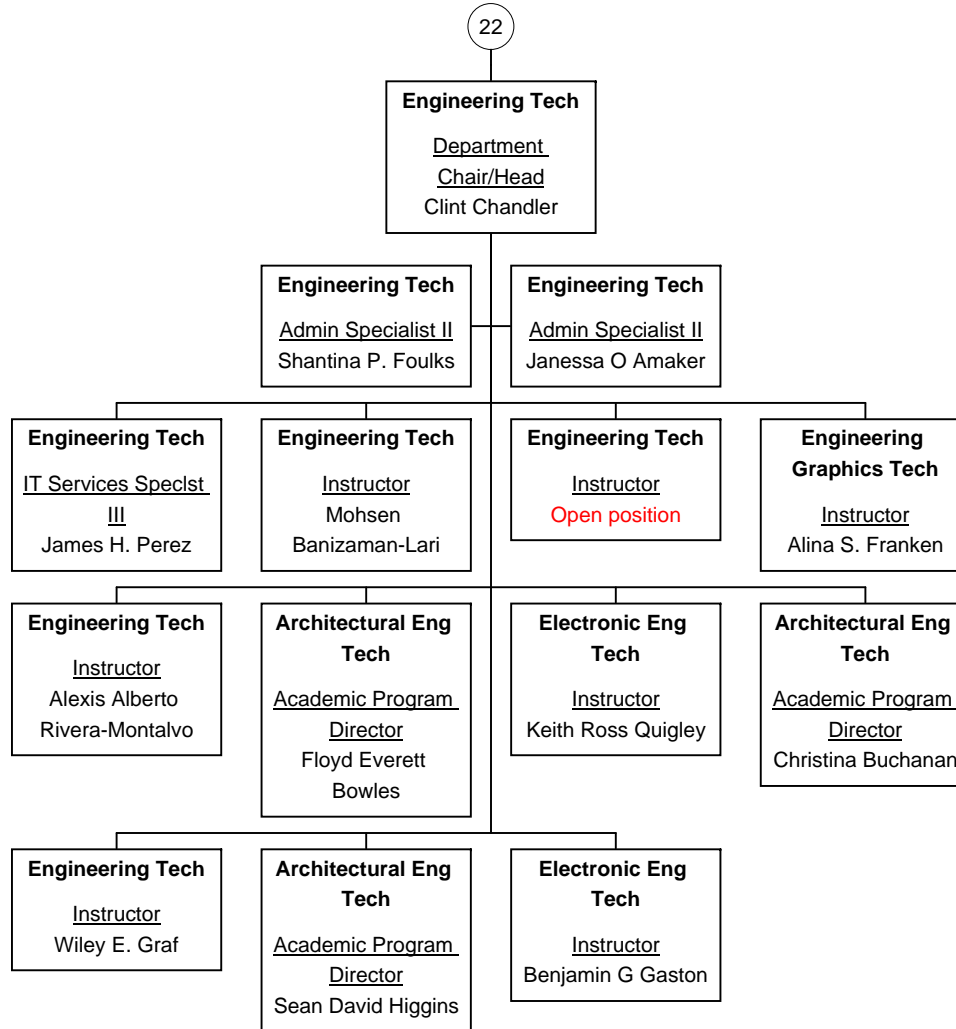 22
Engineering Tech
Department
Chair/Head
Clint Chandler
Engineering Tech
Admin Specialist II
Shantina P. Foulks
Engineering Tech
Admin Specialist II
Janessa O Amaker
Engineering Tech
IT Services Speclst
III
James H. Perez
Engineering Tech
Instructor
Mohsen
Banizaman-Lari
Engineering Tech
Instructor
Open position
Engineering
Graphics Tech
Instructor
Alina S. Franken
Engineering Tech
Instructor
Alexis Alberto
Rivera-Montalvo
Architectural Eng
Tech
Academic Program
Director
Floyd Everett
Bowles
Electronic Eng
Tech
Instructor
Keith Ross Quigley
Architectural Eng
Tech
Academic Program
Director
Christina Buchanan
Engineering Tech
Instructor
Wiley E. Graf
Architectural Eng
Tech
Academic Program
Director
Sean David Higgins
Electronic Eng
Tech
Instructor
Benjamin G Gaston